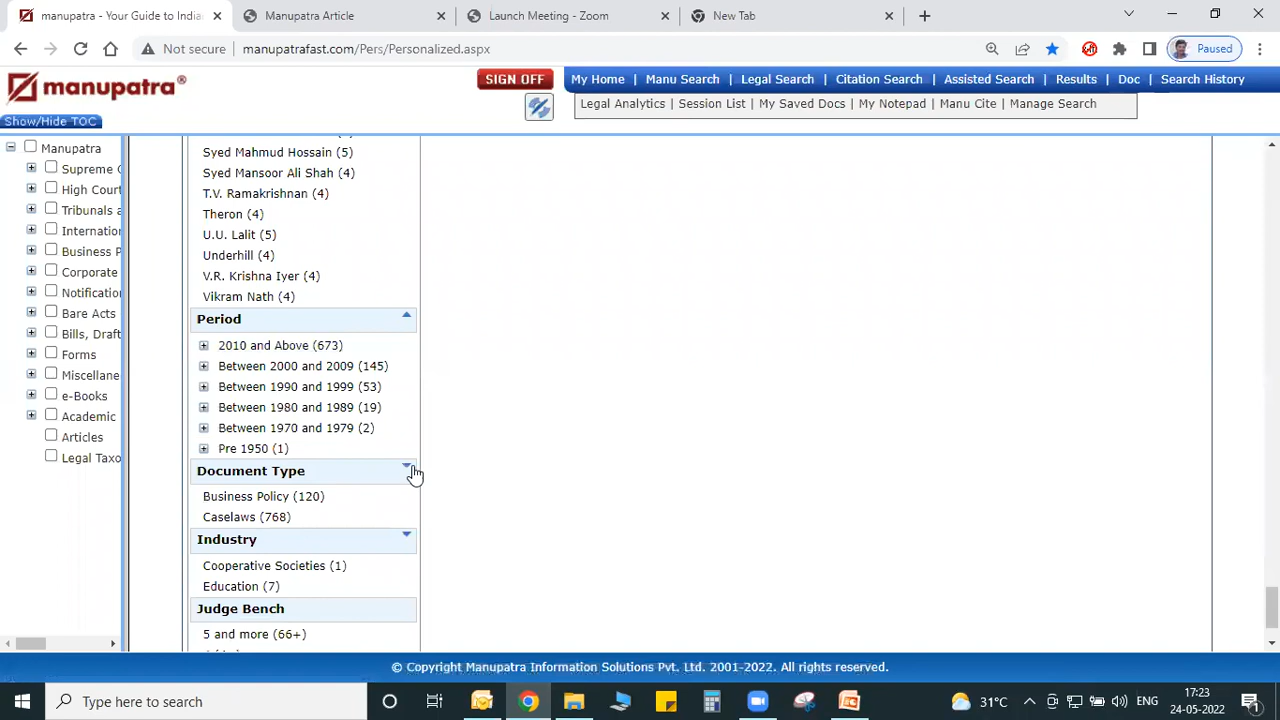 manupatra - Your Guide to India
Manupatra Article
Launch Meeting - Zoom
New Tab
Not secure manupatrafast.com/Pers/Personalized.aspx
Paused
manupatra®
SIGN OFF
My Home | Manu Search | Legal Search | Citation Search | Assisted Search | Results | Doc | Search History
Legal Analytics | Session List | My Saved Docs | My Notepad | Manu Cite | Manage Search
Show/Hide TOC
Manupatra
Supreme C
High Court
Tribunals a
Internation
Business P
Corporate
Notification
Bare Acts
Bills, Draft
Forms
Miscellane
e-Books
Academic
Articles
Legal Taxo
Syed Mahmud Hossain (5)
Syed Mansoor Ali Shah (4)
T.V. Ramakrishnan (4)
Theron (4)
U.U. Lalit (5)
Underhill (4)
V.R. Krishna Iyer (4)
Vikram Nath (4)
Period
2010 and Above (673)
Between 2000 and 2009 (145)
Between 1990 and 1999 (53)
Between 1980 and 1989 (19)
Between 1970 and 1979 (2)
Pre 1950 (1)
Document Type
Business Policy (120)
Caselaws (768)
Industry
Cooperative Societies (1)
Education (7)
Judge Bench
5 and more (66+)
© Copyright Manupatra Information Solutions Pvt. Ltd. 2001-2022. All rights reserved.
Type here to search
31°C
ENG
17:23
24-05-2022
1